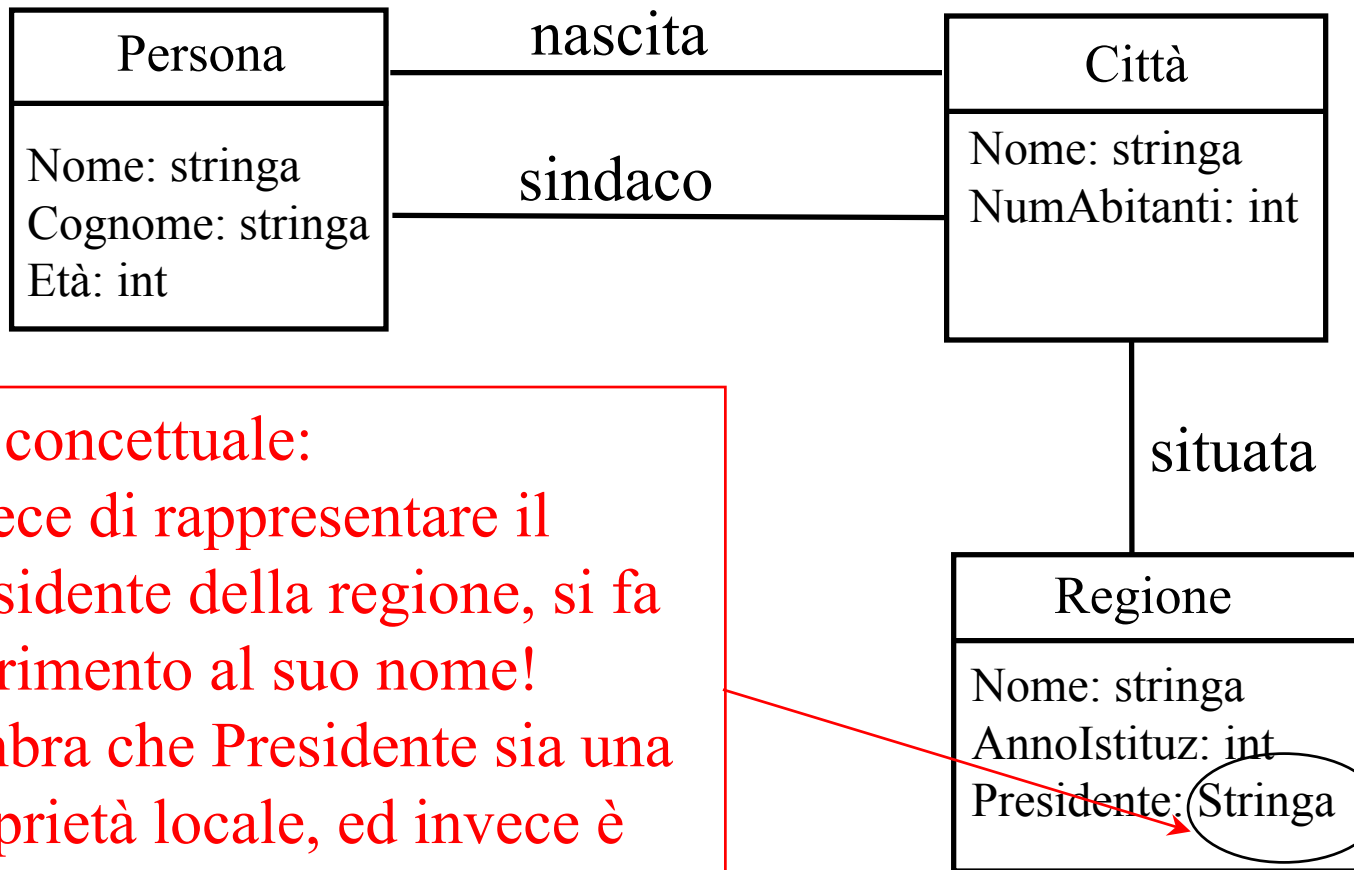 Persona
Nome: stringa
Cognome: stringa
Età: int
nascita
sindaco
Città
Nome: stringa
NumAbitanti: int
situata
concettuale:
di rappresentare il
della regione, si fa
al suo nome!
che Presidente sia una
locale, ed invece è
Regione
Nome: stringa
AnnoIstituz: int
Presidente: Stringa